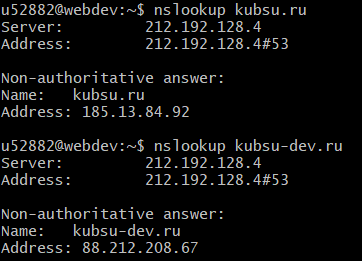 u52882@webdev:~$ nslookup kubsu.ru
Server:         212.192.128.4
Address:        212.192.128.4#53

Non-authoritative answer:
Name:   kubsu.ru
Address: 185.13.84.92

u52882@webdev:~$ nslookup kubsu-dev.ru
Server:         212.192.128.4
Address:        212.192.128.4#53

Non-authoritative answer:
Name:   kubsu-dev.ru
Address: 88.212.208.67